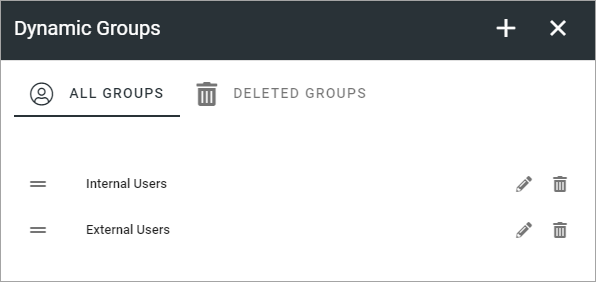 Dynamic Groups
ALL GROUPS DELETED GROUPS
Internal Users
External Users